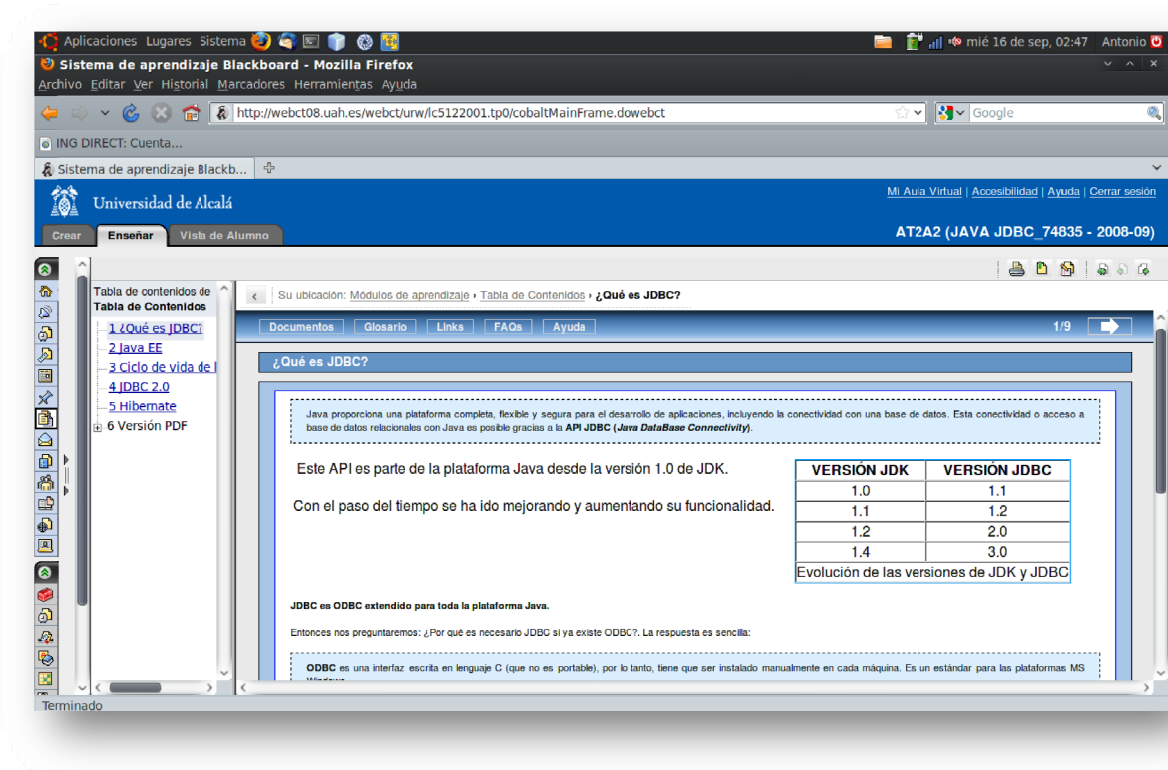 Aplicaciones Lugares Sistema mié 16 de sep, 02:47 Antonio
Sistema de aprendizaje Blackboard - Mozilla Firefox
Archivo Editar Ver Historial Marcadores Herramientas Ayuda
http://webct08.uah.es/webct/urw/lc5122001.tp0/cobaltMainFrame.dowebct Google
ING DIRECT: Cuenta...
Sistema de aprendizaje Blackb...
Universidad de Alcalá
Mi Aula Virtual | Accesibilidad | Ayuda | Cerrar sesión
Crear Enseñar Vista de Alumno AT2A2 (JAVA JDBC_74835 - 2008-09)
Tabla de contenidos de
Tabla de Contenidos
1 ¿Qué es JDBC?
2 Java EE
3 Ciclo de vida de l
4 JDBC 2.0
5 Hibernate
6 Versión PDF
Su ubicación: Módulos de aprendizaje › Tabla de Contenidos › ¿Qué es JDBC?
Documentos Glosario Links FAQs Ayuda 1/9
¿Qué es JDBC?
Java proporciona una plataforma completa, flexible y segura para el desarrollo de aplicaciones, incluyendo la conectividad con una base de datos. Esta conectividad o acceso a
base de datos relacionales con Java es posible gracias a la API JDBC (Java DataBase Connectivity).
Este API es parte de la plataforma Java desde la versión 1.0 de JDK.
Con el paso del tiempo se ha ido mejorando y aumentando su funcionalidad.
VERSIÓN JDK VERSIÓN JDBC
1.0 1.1
1.1 1.2
1.2 2.0
1.4 3.0
Evolución de las versiones de JDK y JDBC
JDBC es ODBC extendido para toda la plataforma Java.
Entonces nos preguntaremos: ¿Por qué es necesario JDBC si ya existe ODBC?. La respuesta es sencilla:
ODBC es una interfaz escrita en lenguaje C (que no es portable), por lo tanto, tiene que ser instalado manualmente en cada máquina. Es un estándar para las plataformas MS
Terminado